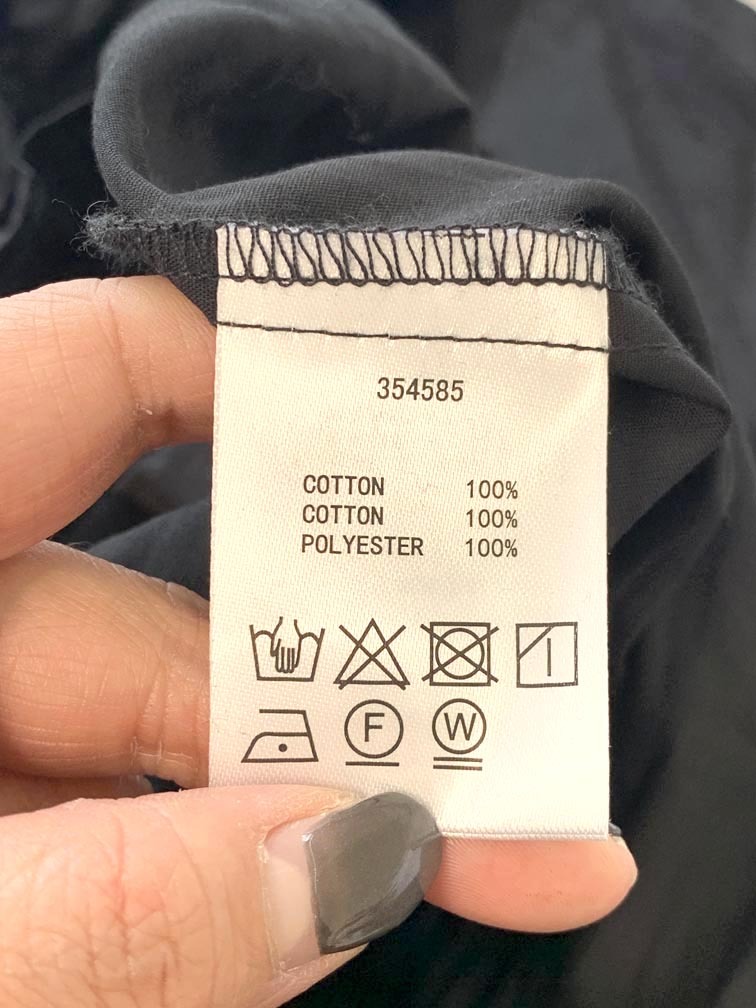 354585
COTTON 100%
COTTON 100%
POLYESTER 100%
F W